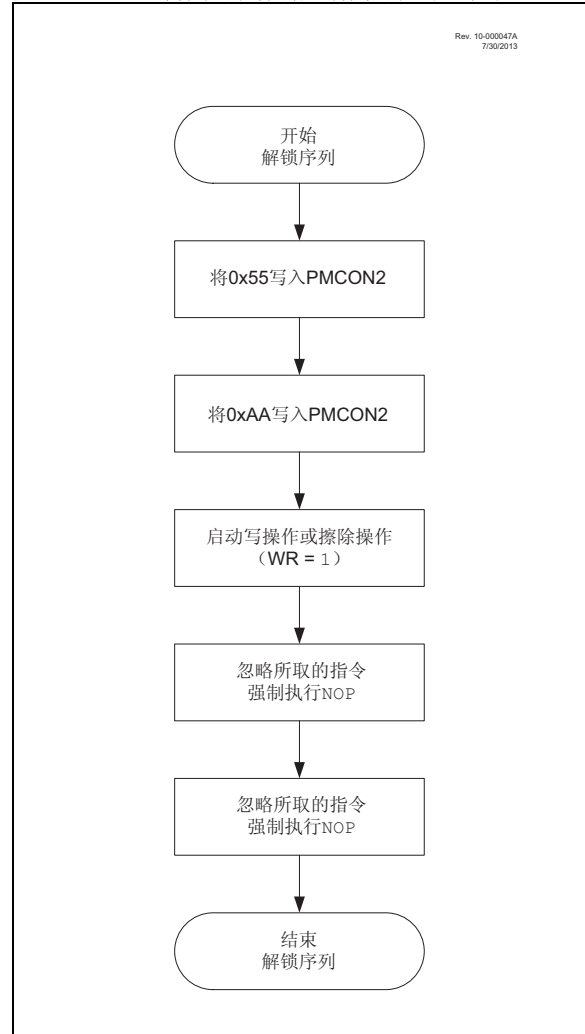 Rev. 10-000047A
7/30/2013
开始
解锁序列
将0x55写入PMCON2
将0xAA写入PMCON2
启动写操作或擦除操作
（WR = 1）
忽略所取的指令
强制执行NOP
忽略所取的指令
强制执行NOP
结束
解锁序列